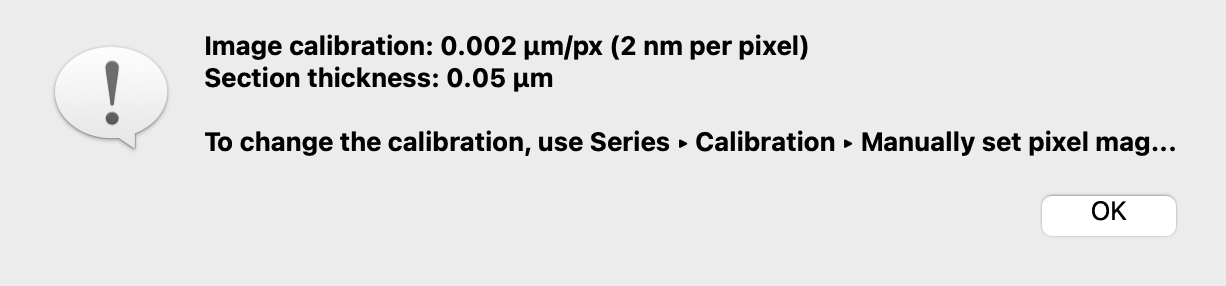 Image calibration: 0.002 µm/px (2 nm per pixel)
Section thickness: 0.05 µm
To change the calibration, use Series ▸ Calibration ▸ Manually set pixel mag...
OK